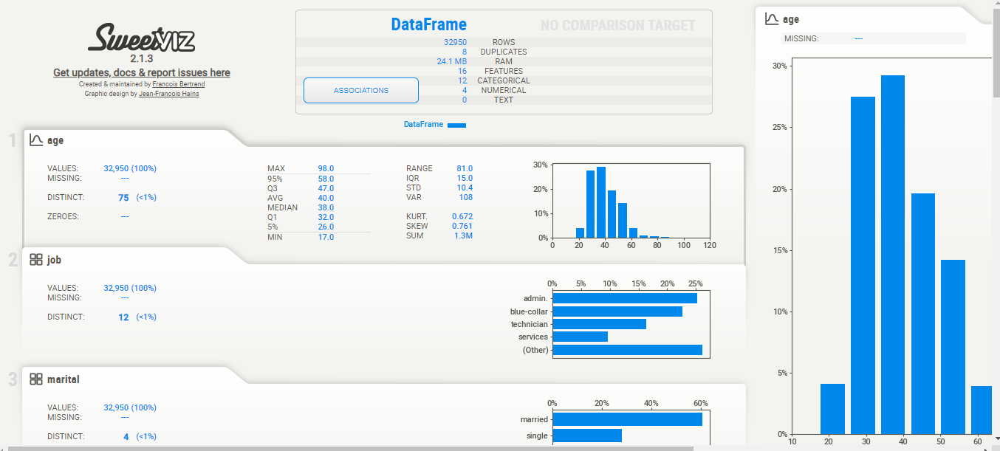 SweetVIZ
2.1.3
Get updates, docs & report issues here
Created & maintained by Francois Bertrand
Graphic design by Jean-Francois Hains
DataFrame NO COMPARISON TARGET
32950 ROWS
8 DUPLICATES
24.1 MB RAM
16 FEATURES
12 CATEGORICAL
4 NUMERICAL
0 TEXT
ASSOCIATIONS
DataFrame
1 age
VALUES: 32,950 (100%)
MISSING: ---
DISTINCT: 75 (<1%)
ZEROES: ---
MAX 98.0
95% 58.0
Q3 47.0
AVG 40.0
MEDIAN 38.0
Q1 32.0
5% 26.0
MIN 17.0
RANGE 81.0
IQR 15.0
STD 10.4
VAR 108
KURT. 0.672
SKEW 0.761
SUM 1.3M
30%
20%
10%
0%
0 20 40 60 80 100 120
2 job
VALUES: 32,950 (100%)
MISSING: ---
DISTINCT: 12 (<1%)
0% 5% 10% 15% 20% 25%
admin.
blue-collar
technician
services
(Other)
3 marital
VALUES: 32,950 (100%)
MISSING: ---
DISTINCT: 4 (<1%)
0% 20% 40% 60%
married
single
age
MISSING: ---
30%
25%
20%
15%
10%
5%
0%
10 20 30 40 50 60